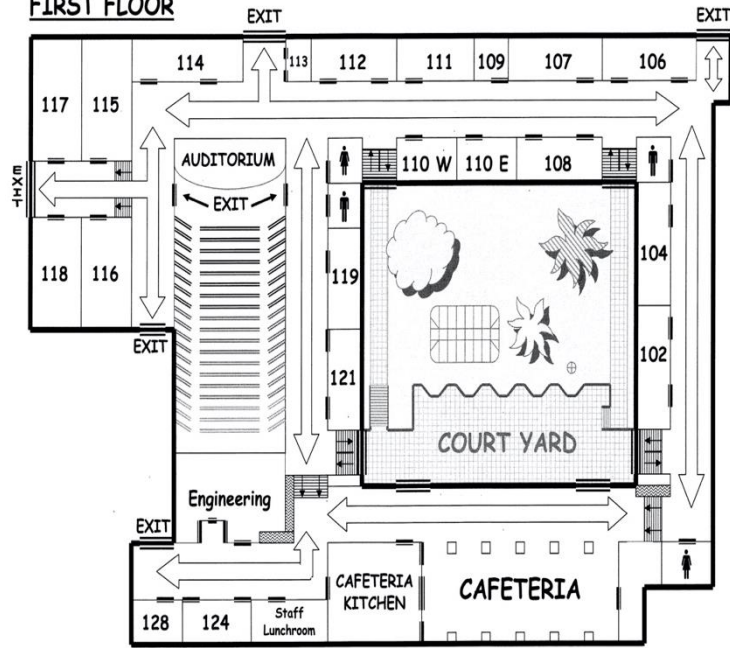 FIRST FLOOR
EXIT
EXIT
114
113
112
111
109
107
106
117
115
AUDITORIUM
110 W
110 E
108
EXIT
EXIT
104
118
116
119
EXIT
121
102
COURT YARD
Engineering
EXIT
CAFETERIA
KITCHEN
CAFETERIA
128
124
Staff
Lunchroom